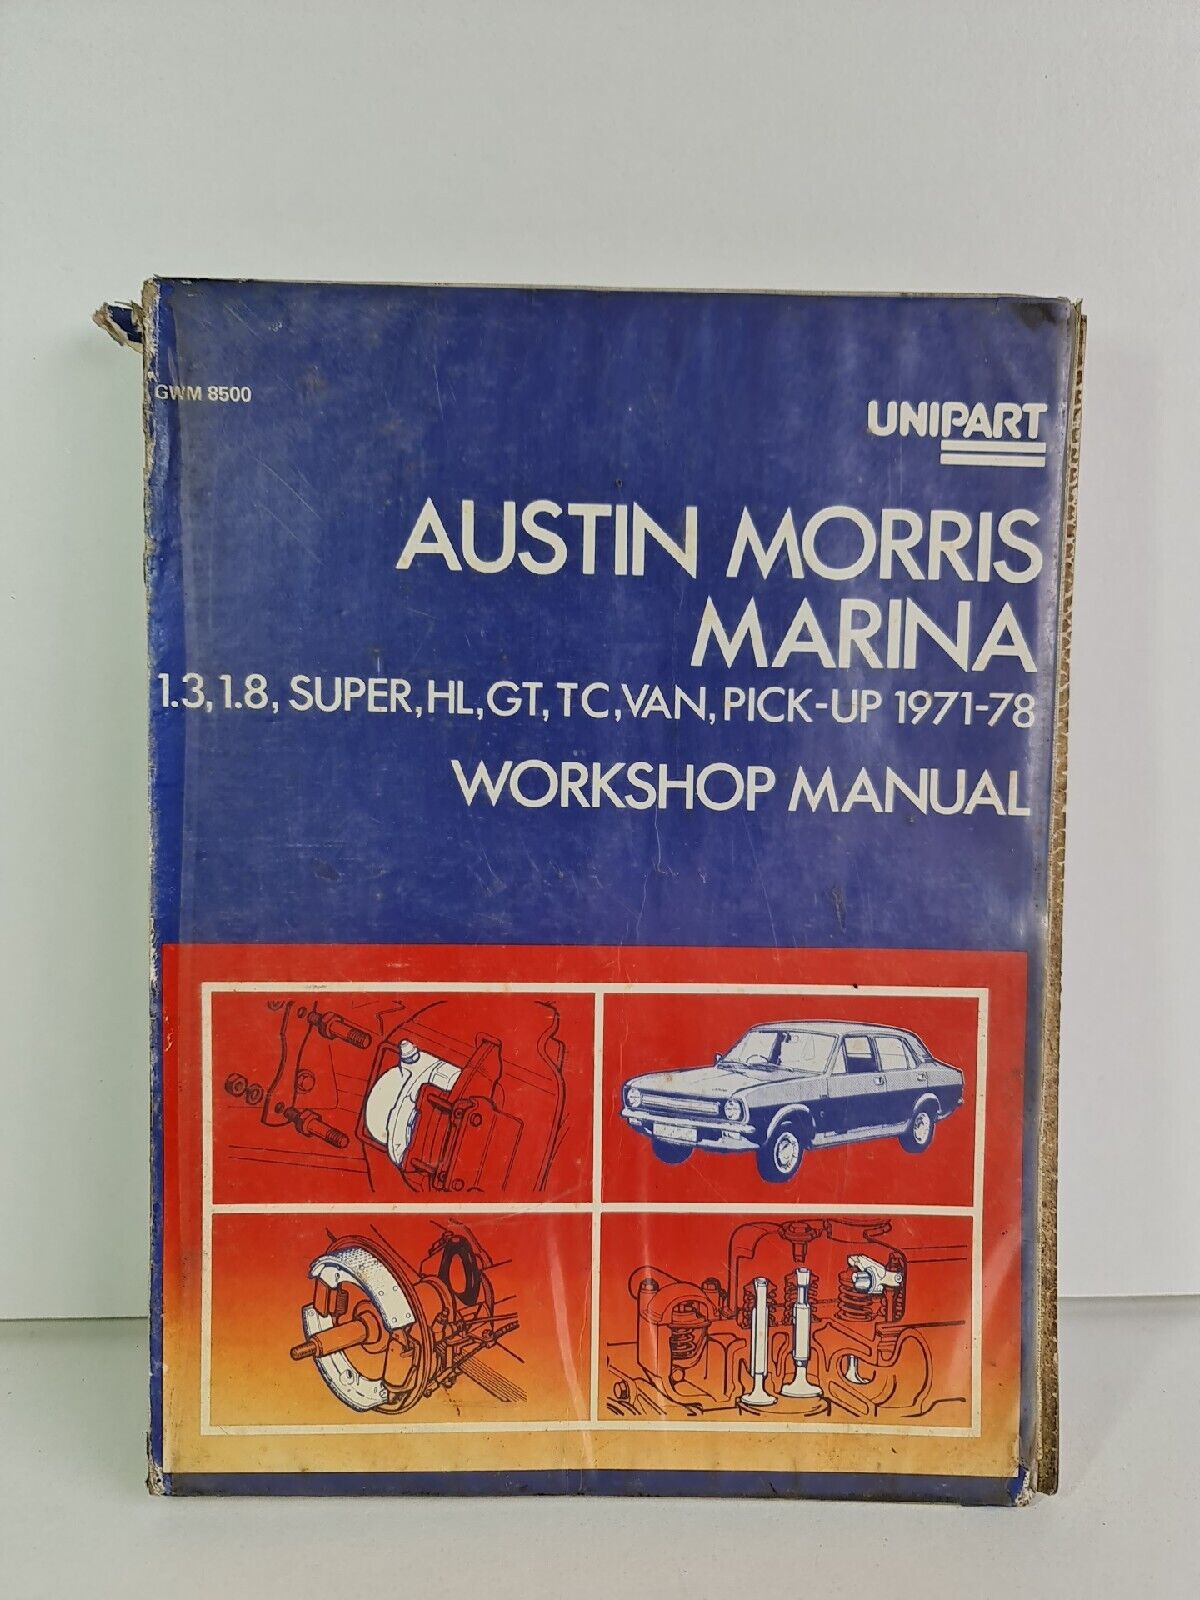 GWM 8500
UNIPART
AUSTIN MORRIS
MARINA
1.3, 1.8, SUPER, HL, GT, TC, VAN, PICK-UP 1971-78
WORKSHOP MANUAL